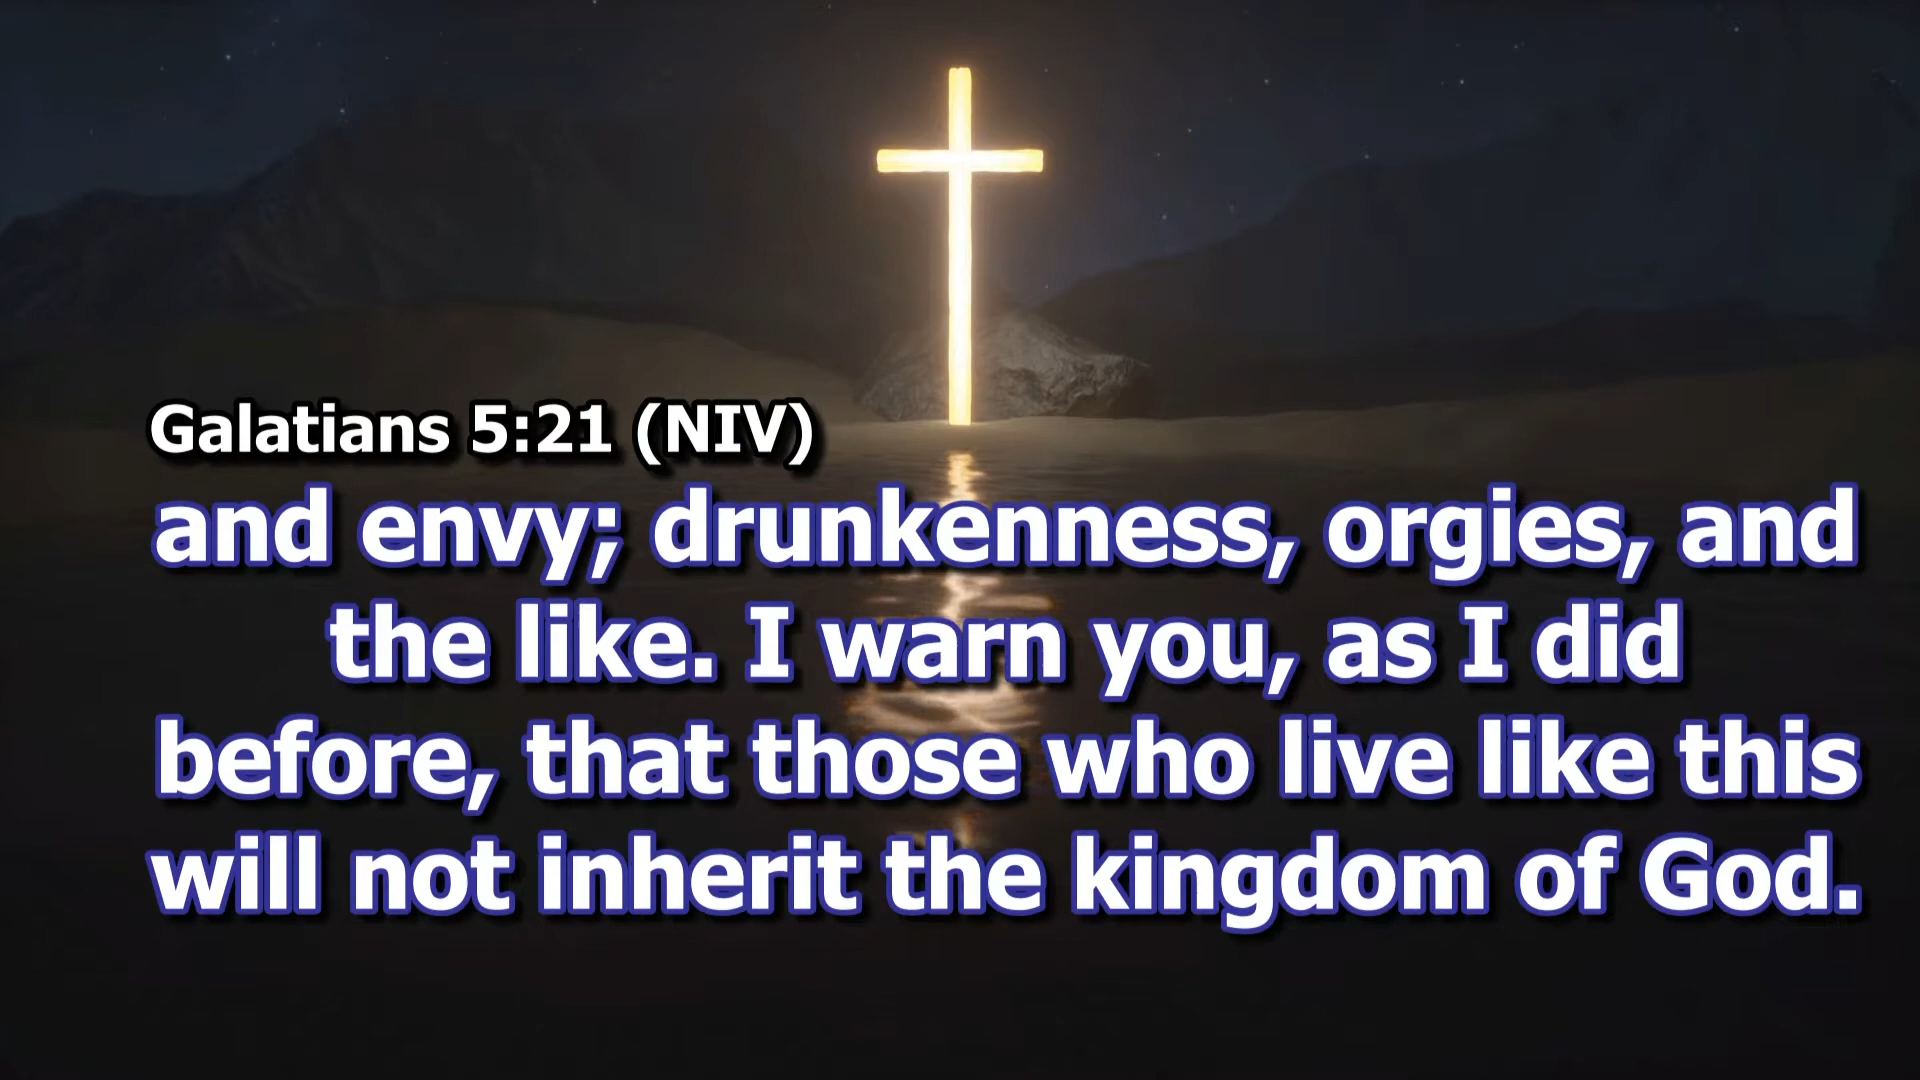 Galatians 5:21 (NIV)
and envy; drunkenness, orgies, and
the like. I warn you, as I did
before, that those who live like this
will not inherit the kingdom of God.